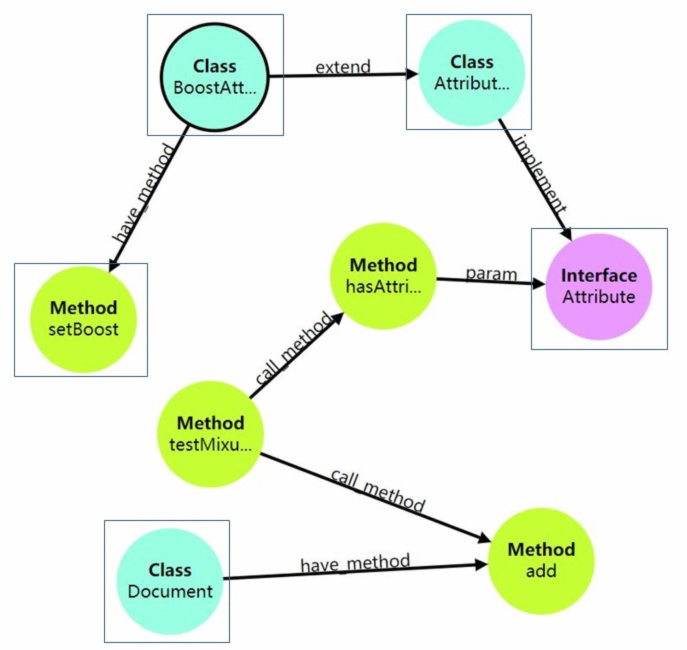 Class
BoostAtt...
extend
Class
Attribut...
have_method
implement
Method
setBoost
Method
hasAttri...
param
Interface
Attribute
call_method
Method
testMixu...
call_method
Class
Document
have_method
Method
add